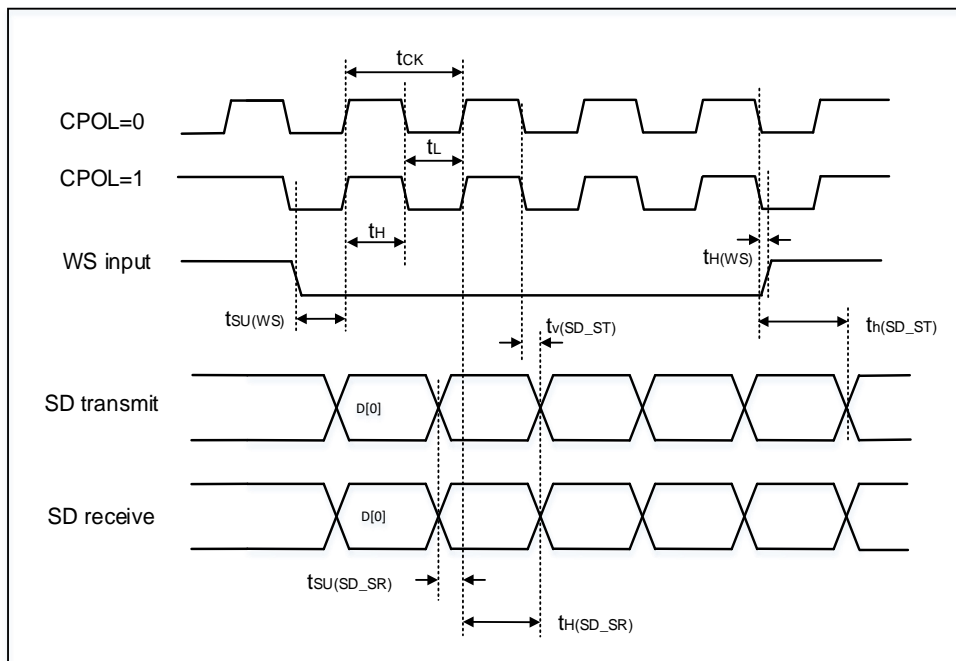 tCK
CPOL=0
tL
CPOL=1
tH
WS input
tH(WS)
tSU(WS)
tv(SD_ST)
th(SD_ST)
SD transmit
D[0]
SD receive
D[0]
tSU(SD_SR)
tH(SD_SR)